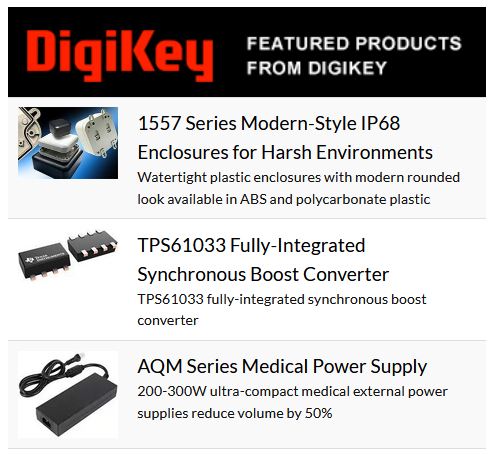 DigiKey
FEATURED PRODUCTS
FROM DIGIKEY
1557 Series Modern-Style IP68
Enclosures for Harsh Environments
Watertight plastic enclosures with modern rounded
look available in ABS and polycarbonate plastic
TPS61033 Fully-Integrated
Synchronous Boost Converter
TPS61033 fully-integrated synchronous boost
converter
AQM Series Medical Power Supply
200-300W ultra-compact medical external power
supplies reduce volume by 50%